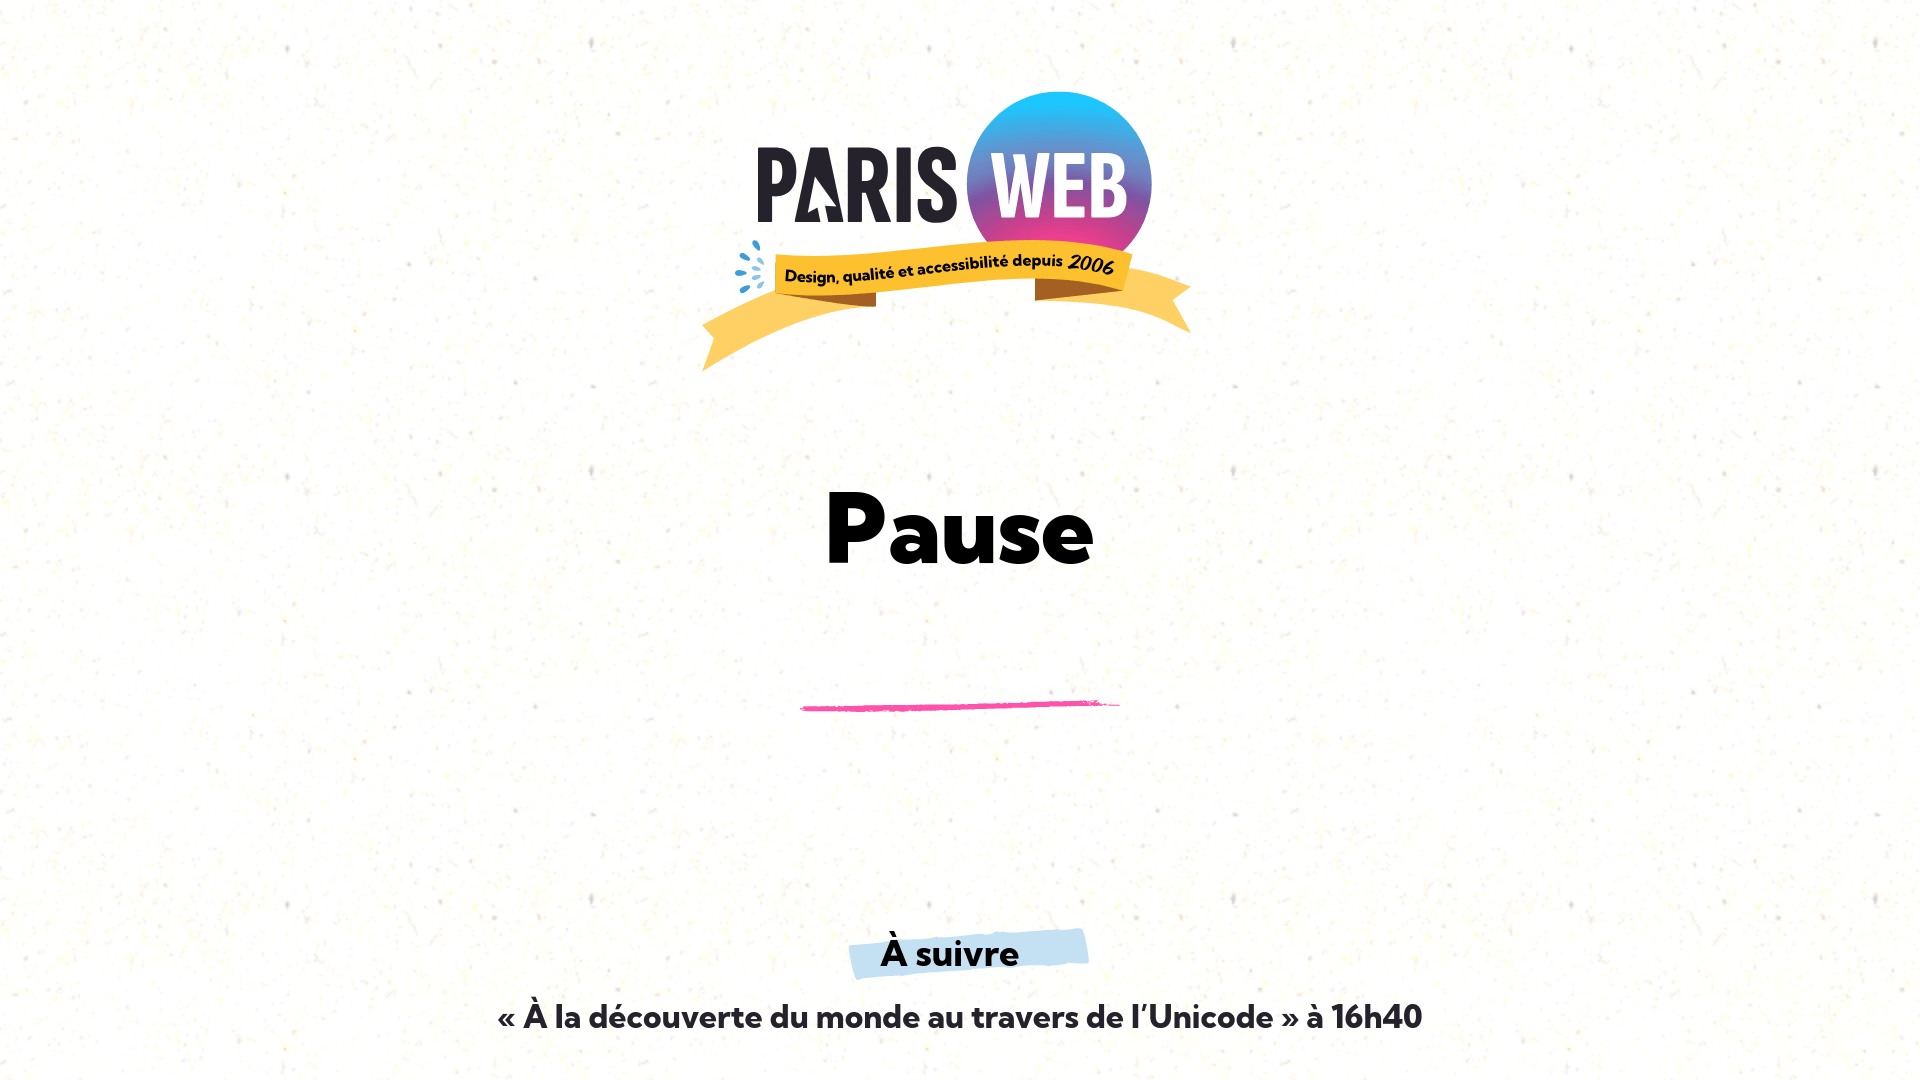 PARIS WEB
Design, qualité et accessibilité depuis 2006
Pause
À suivre
« À la découverte du monde au travers de l’Unicode » à 16h40